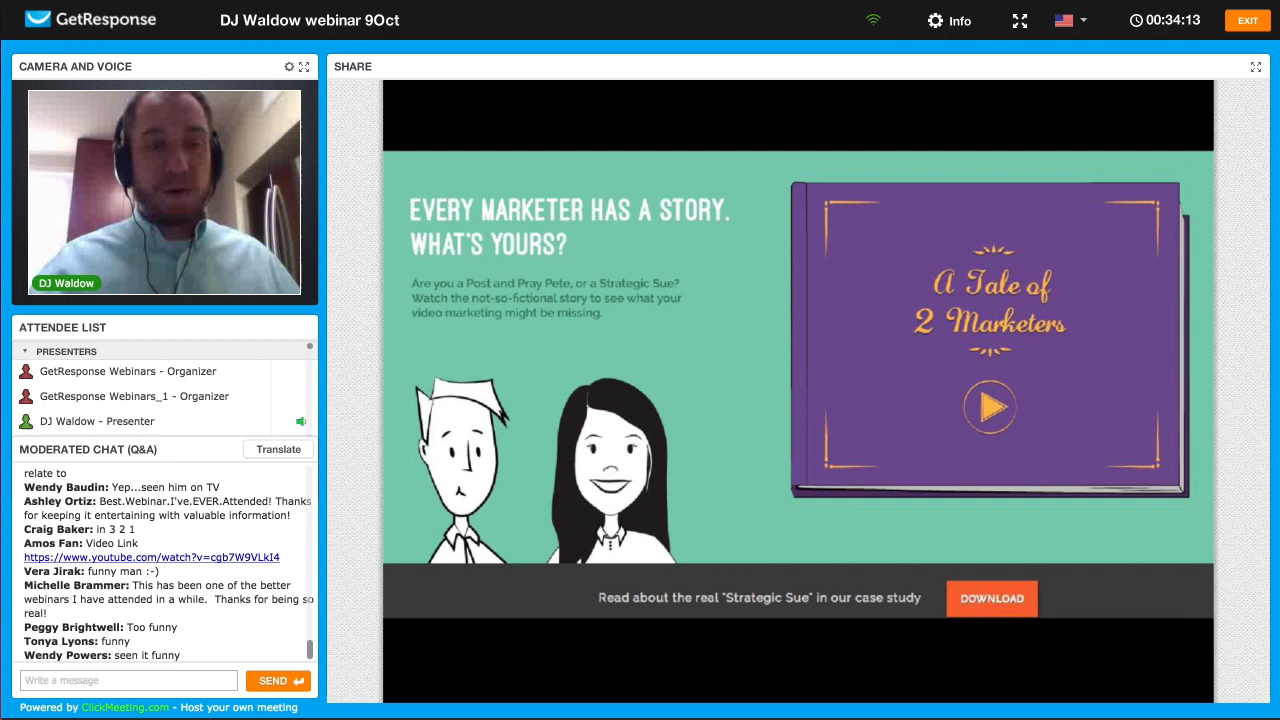 GetResponse
DJ Waldow webinar 9Oct
Info
00:34:13
EXIT
CAMERA AND VOICE
DJ Waldow
ATTENDEE LIST
PRESENTERS
GetResponse Webinars - Organizer
GetResponse Webinars_1 - Organizer
DJ Waldow - Presenter
MODERATED CHAT (Q&A)
Translate
relate to
Wendy Baudin: Yep...seen him on TV
Ashley Ortiz: Best.Webinar.I've.EVER.Attended! Thanks
for keeping it entertaining with valuable information!
Craig Baker: in 3 2 1
Amos Fan: Video Link
https://www.youtube.com/watch?v=cgb7W9VLkI4
Vera Jirak: funny man :-)
Michelle Brammer: This has been one of the better
webinars I have attended in a while. Thanks for being so
real!
Peggy Brightwell: Too funny
Tonya Lyons: funny
Wendy Powers: seen it funny
Write a message
SEND
Powered by ClickMeeting.com - Host your own meeting
SHARE
EVERY MARKETER HAS A STORY.
WHAT'S YOURS?
Are you a Post and Pray Pete, or a Strategic Sue?
Watch the not-so-fictional story to see what your
video marketing might be missing.
A Tale of
2 Marketers
Read about the real "Strategic Sue" in our case study
DOWNLOAD